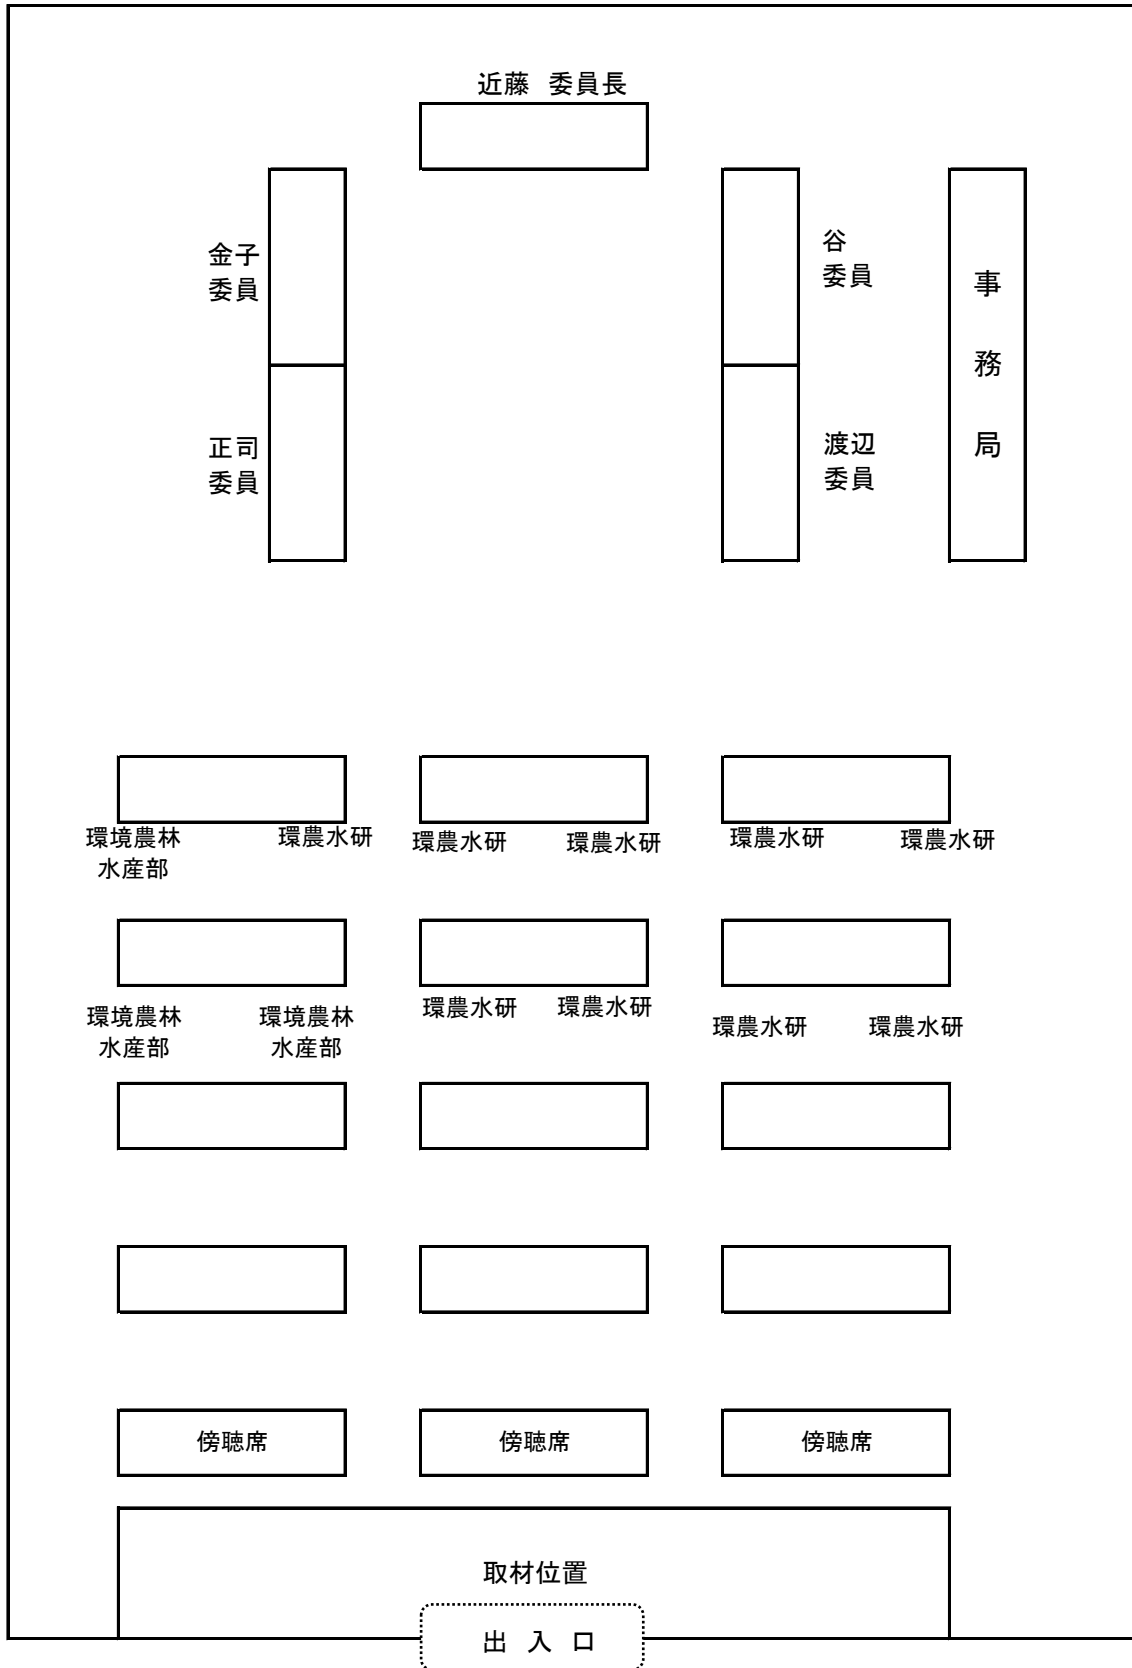 近藤 委員長
金子
委員
谷
委員
事務局
正司
委員
渡辺
委員
環境農林
水産部
環農水研
環農水研
環農水研
環農水研
環農水研
環境農林
水産部
環境農林
水産部
環農水研
環農水研
環農水研
環農水研
傍聴席
傍聴席
傍聴席
取材位置
出 入 口